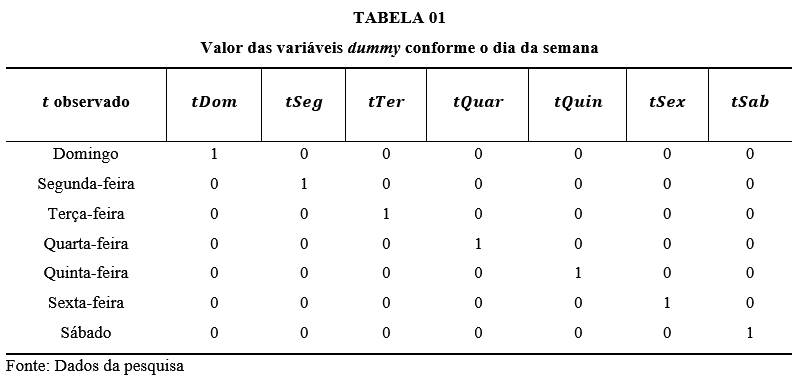 TABELA 01
Valor das variáveis dummy conforme o dia da semana
t observado tDom tSeg tTer tQuar tQuin tSex tSab
Domingo 1 0 0 0 0 0 0
Segunda-feira 0 1 0 0 0 0 0
Terça-feira 0 0 1 0 0 0 0
Quarta-feira 0 0 0 1 0 0 0
Quinta-feira 0 0 0 0 1 0 0
Sexta-feira 0 0 0 0 0 1 0
Sábado 0 0 0 0 0 0 1
Fonte: Dados da pesquisa